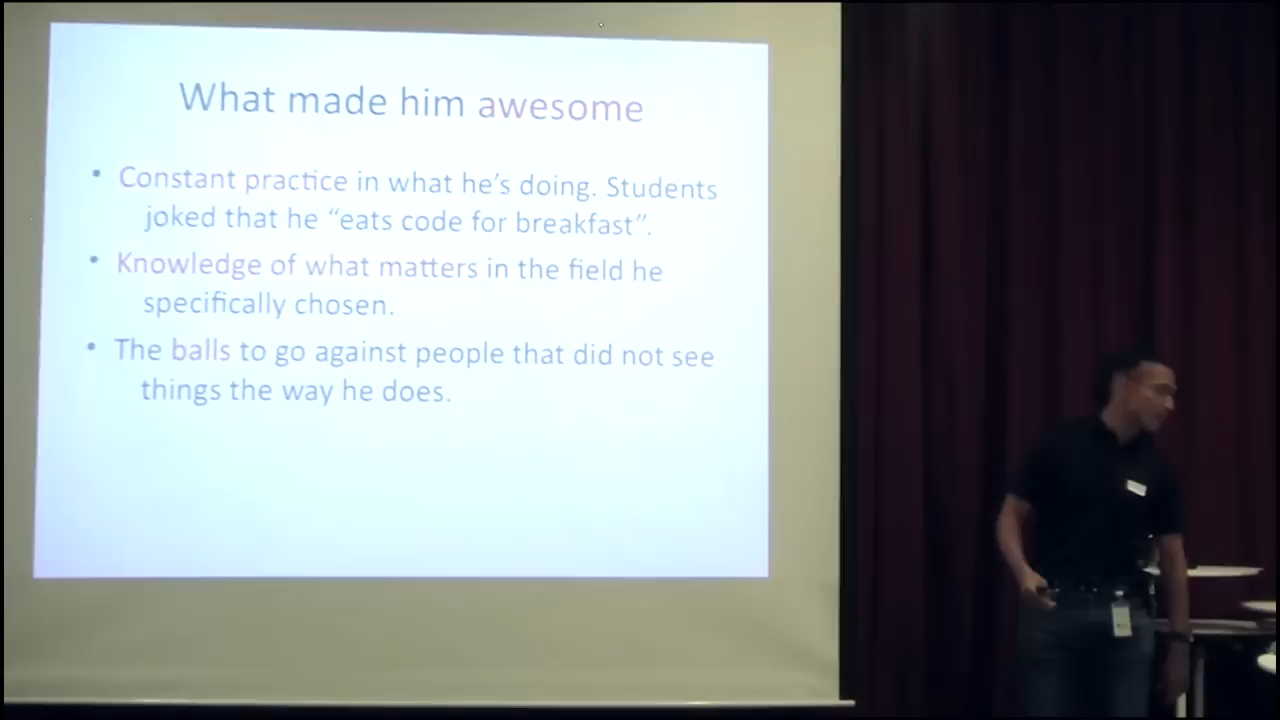 What made him awesome
• Constant practice in what he's doing. Students
joked that he “eats code for breakfast”.
• Knowledge of what matters in the field he
specifically chosen.
• The balls to go against people that did not see
things the way he does.